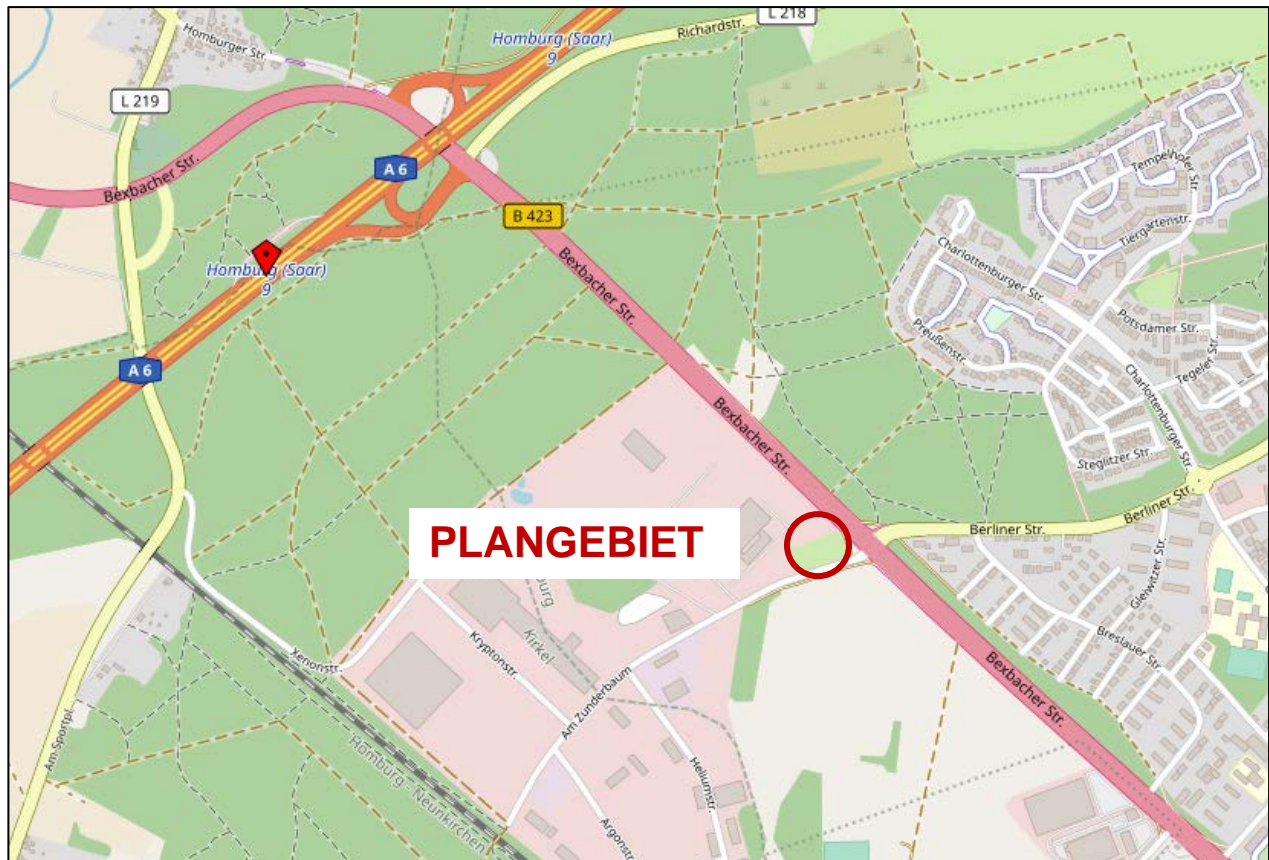 Homburger Str.
L 219
Bexbacher Str.
A 6
Homburg (Saar)
9
Richardstr.
L 218
B 423
Homburg (Saar)
9
A 6
Bexbacher Str.
Bexbacher Str.
Tempelhofer Str.
Tiergartenstr.
Charlottenburger Str.
Preußenstr.
Potsdamer Str.
Tegeler Str.
Charlottenburger Str.
Steglitzer Str.
Berliner Str.
Berliner Str.
PLANGEBIET
Gleiwitzer Str.
Breslauer Str.
Bexbacher Str.
Kirkel
Xenonstr.
Kryptonstr.
Am Zunderbaum
Heliumstr.
Argonstr.
Am Sportpl.
Homburg - Neunkirchen